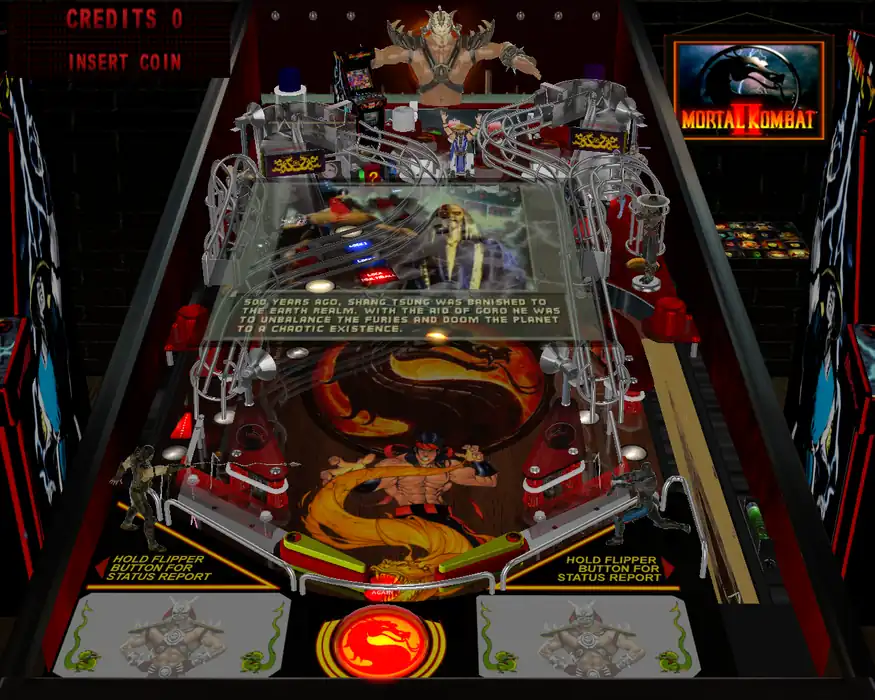 CREDITS 0
INSERT COIN
MORTAL KOMBAT
II
?
500 YEARS AGO, SHANG TSUNG WAS BANISHED TO
THE EARTH REALM. WITH THE AID OF GORO HE WAS
TO UNBALANCE THE FURIES AND DOOM THE PLANET
TO A CHAOTIC EXISTENCE.
HOLD FLIPPER
BUTTON FOR
STATUS REPORT
HOLD FLIPPER
BUTTON FOR
STATUS REPORT
AGAIN